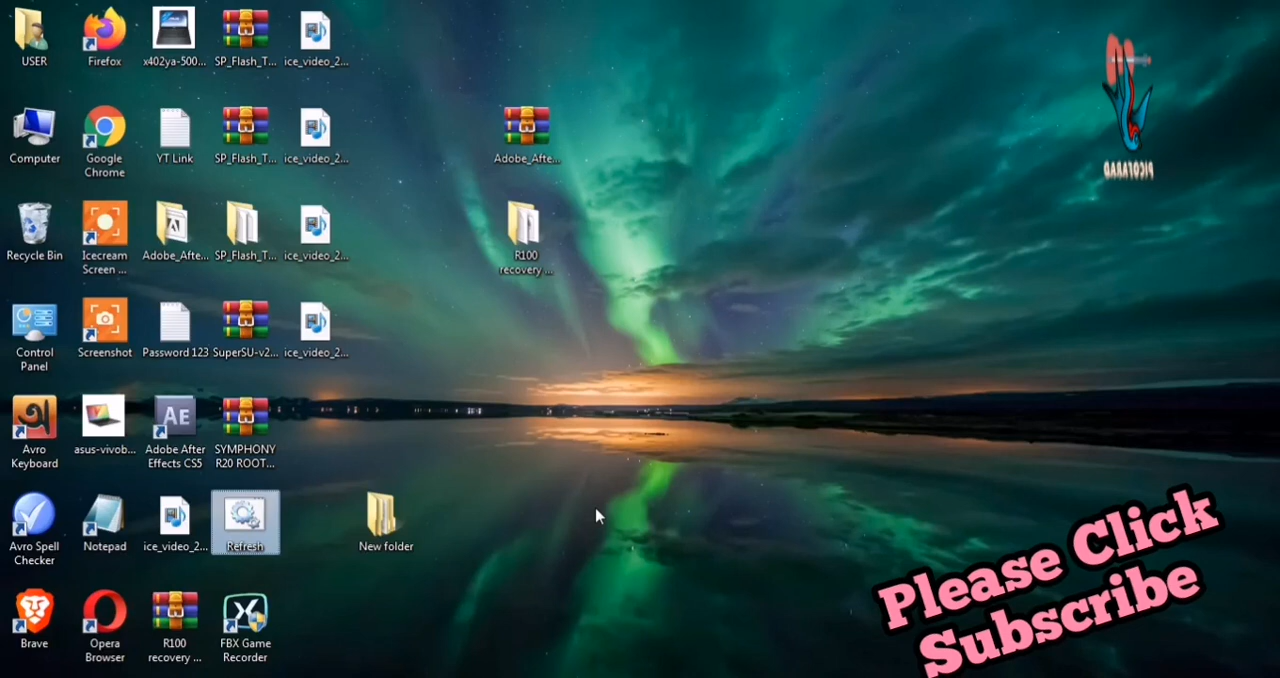 USER
Firefox
x402ya-500...
SP_Flash_T...
ice_video_2...
Computer
Google
Chrome
YT Link
SP_Flash_T...
ice_video_2...
Adobe_Afte...
PICOFARAD
Recycle Bin
Icecream
Screen ...
Adobe_Afte...
SP_Flash_T...
ice_video_2...
R100
recovery ...
Control
Panel
Screenshot
Password 123
SuperSU-v2...
ice_video_2...
Avro
Keyboard
asus-vivob...
AE
Adobe After
Effects CS5
SYMPHONY
R20 ROOT...
Avro Spell
Checker
Notepad
ice_video_2...
Refresh
New folder
Brave
Opera
Browser
R100
recovery ...
FBX Game
Recorder
Please Click
Subscribe